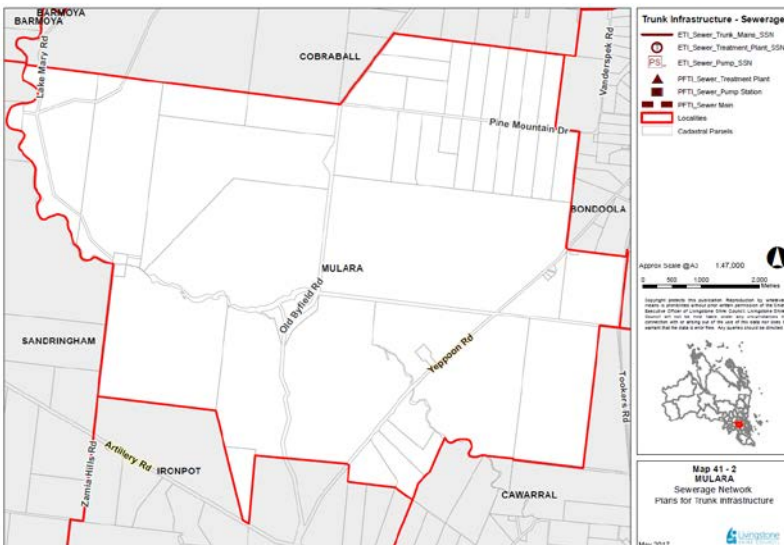 BARMOYA
BARMOYA
Lake Mary Rd
COBRABALL
Vanderspek Rd
Pine Mountain Dr
BONDOOLA
MULARA
Old Byfield Rd
SANDRINGHAM
Yeppoon Rd
Tookers Rd
Artillery Rd
Zamia Hills Rd
IRONPOT
CAWARRAL
Trunk Infrastructure - Sewerage
ETI_Sewer_Trunk_Mains_SSN
ETI_Sewer_Treatment_Plant_SSN
PS
ETI_Sewer_Pump_SSN
PFTI_Sewer_Treatment Plant
PFTI_Sewer_Pump Station
PFTI_Sewer Main
Localities
Cadastral Parcels
Approx Scale @A3 1:47,000
0 500 1,000 2,000
Metres
Map 41 - 2
MULARA
Sewerage Network
Plans for Trunk Infrastructure
May 2017
Livingstone